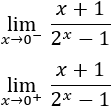 lim x→0⁻ (x + 1)/(2ˣ − 1)
lim x→0⁺ (x + 1)/(2ˣ − 1)